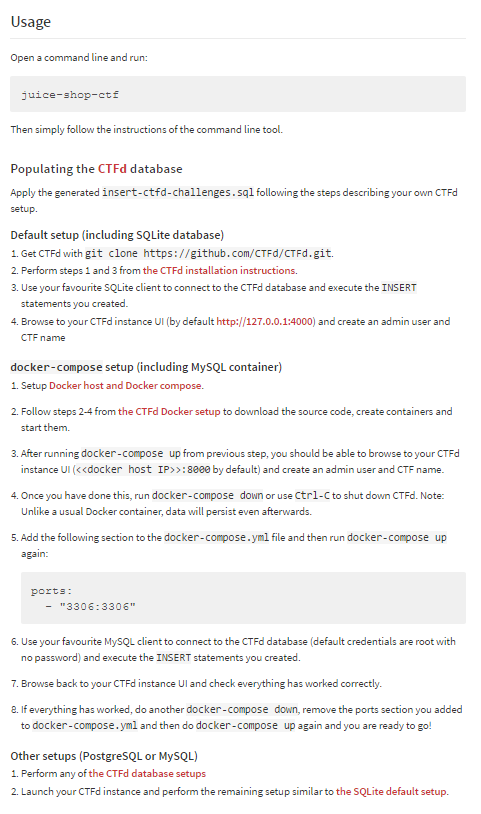 Usage
Open a command line and run:
juice-shop-ctf
Then simply follow the instructions of the command line tool.
Populating the CTFd database
Apply the generated insert-ctfd-challenges.sql following the steps describing your own CTFd
setup.
Default setup (including SQLite database)
1. Get CTFd with git clone https://github.com/CTFd/CTFd.git.
2. Perform steps 1 and 3 from the CTFd installation instructions.
3. Use your favourite SQLite client to connect to the CTFd database and execute the INSERT
statements you created.
4. Browse to your CTFd instance UI (by default http://127.0.0.1:4000) and create an admin user and
CTF name
docker-compose setup (including MySQL container)
1. Setup Docker host and Docker compose.
2. Follow steps 2-4 from the CTFd Docker setup to download the source code, create containers and
start them.
3. After running docker-compose up from previous step, you should be able to browse to your CTFd
instance UI (<<docker host IP>>:8000 by default) and create an admin user and CTF name.
4. Once you have done this, run docker-compose down or use Ctrl-C to shut down CTFd. Note:
Unlike a usual Docker container, data will persist even afterwards.
5. Add the following section to the docker-compose.yml file and then run docker-compose up
again:
ports:
- "3306:3306"
6. Use your favourite MySQL client to connect to the CTFd database (default credentials are root with
no password) and execute the INSERT statements you created.
7. Browse back to your CTFd instance UI and check everything has worked correctly.
8. If everything has worked, do another docker-compose down, remove the ports section you added
to docker-compose.yml and then do docker-compose up again and you are ready to go!
Other setups (PostgreSQL or MySQL)
1. Perform any of the CTFd database setups
2. Launch your CTFd instance and perform the remaining setup similar to the SQLite default setup.